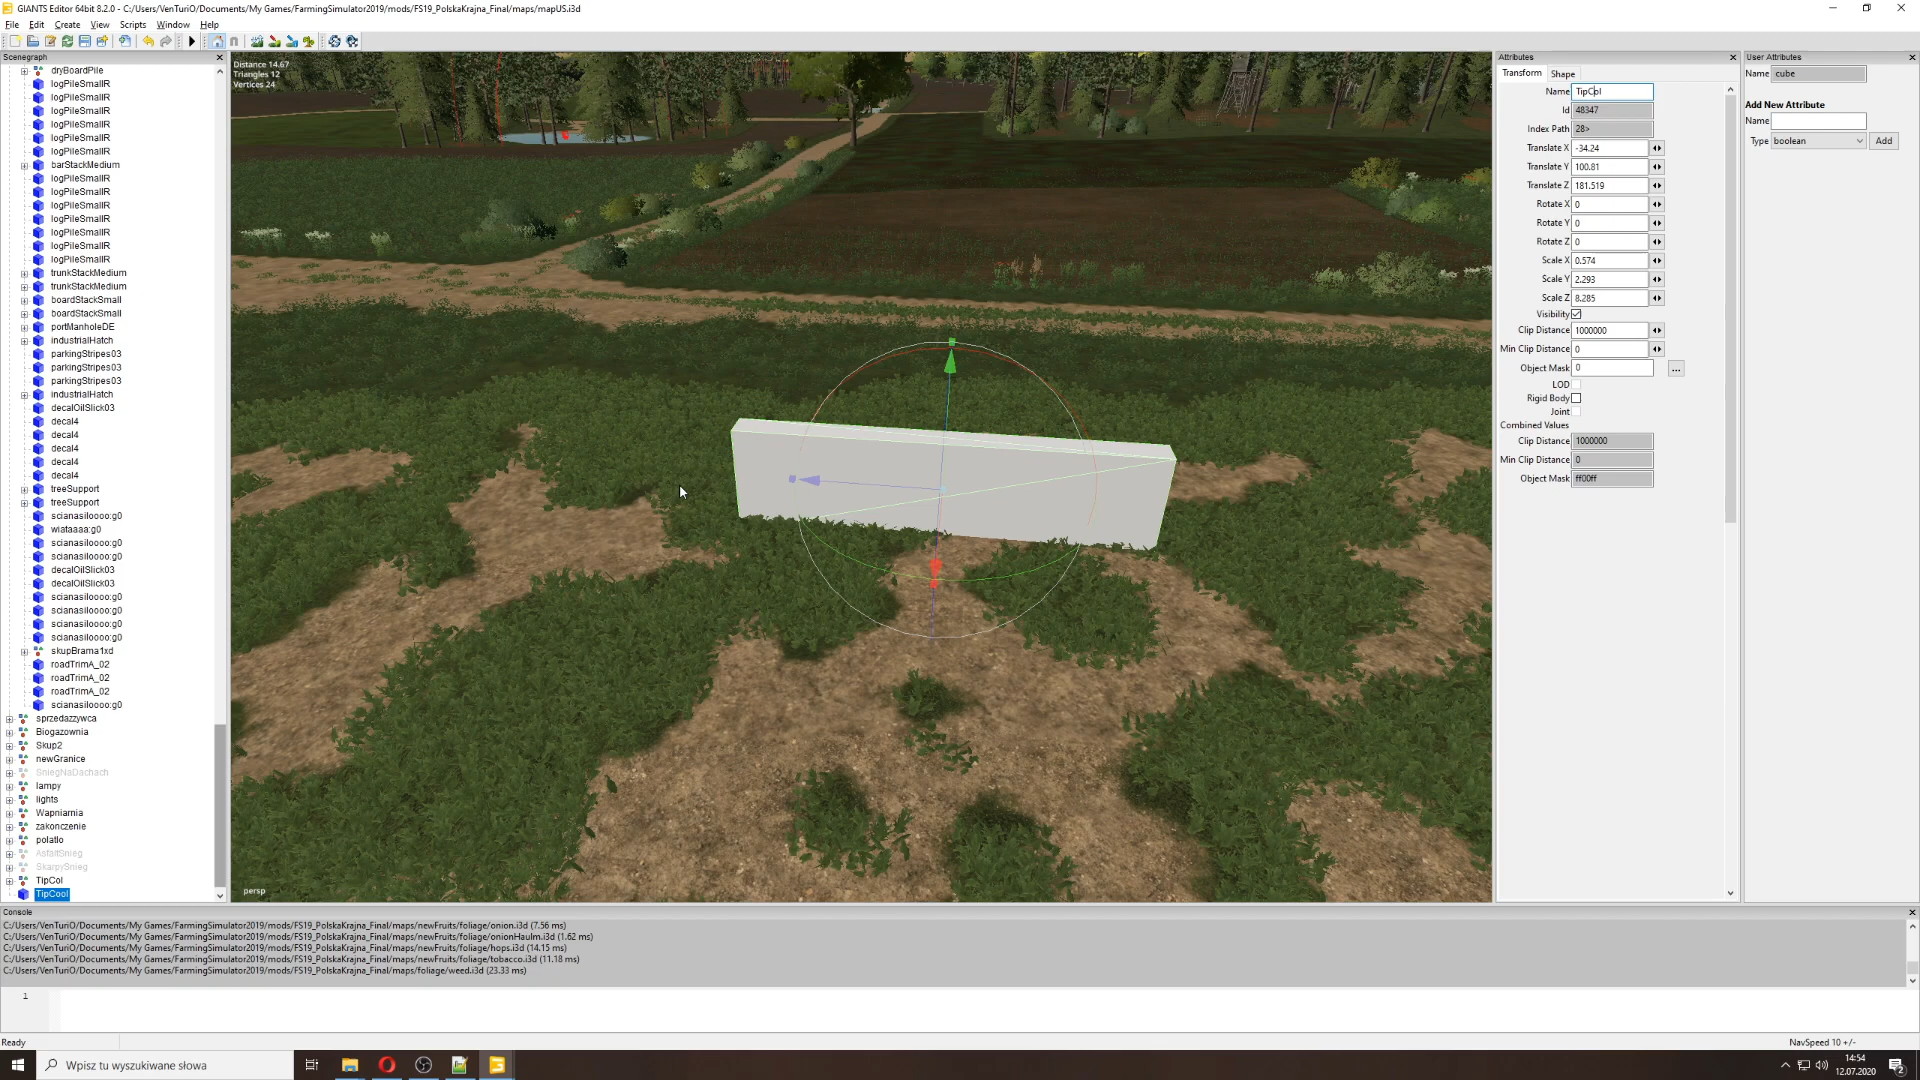 GIANTS Editor 64bit 8.2.0 - C:/Users/VenTuriO/Documents/My Games/FarmingSimulator2019/mods/FS19_PolskaKrajna_Final/maps/mapUS.i3d
File Edit Create View Scripts Window Help
Scenegraph
dryBoardPile
logPileSmallR
logPileSmallR
logPileSmallR
logPileSmallR
logPileSmallR
logPileSmallR
barStackMedium
logPileSmallR
logPileSmallR
logPileSmallR
logPileSmallR
logPileSmallR
logPileSmallR
logPileSmallR
trunkStackMedium
trunkStackMedium
boardStackSmall
boardStackSmall
portManholeDE
industrialHatch
parkingStripes03
parkingStripes03
parkingStripes03
industrialHatch
decalOilSlick03
decal4
decal4
decal4
decal4
decal4
treeSupport
treeSupport
scianasiloooo:g0
wiataaaa:g0
scianasiloooo:g0
scianasiloooo:g0
decalOilSlick03
decalOilSlick03
scianasiloooo:g0
scianasiloooo:g0
scianasiloooo:g0
scianasiloooo:g0
skupBrama1xd
roadTrimA_02
roadTrimA_02
roadTrimA_02
scianasiloooo:g0
sprzedazzywca
Biogazownia
Skup2
newGranice
SniegNaDachach
lampy
lights
Wapniarnia
zakonczenie
polatlo
AsfaltSnieg
SkarpySnieg
TipCol
TipCool
Distance 14.67
Triangles 12
Vertices 24
persp
Attributes
Transform Shape
Name TipCol
Id 48347
Index Path 28>
Translate X -34.24
Translate Y 100.81
Translate Z 181.519
Rotate X 0
Rotate Y 0
Rotate Z 0
Scale X 0.574
Scale Y 2.293
Scale Z 8.285
Visibility
Clip Distance 1000000
Min Clip Distance 0
Object Mask 0 ...
LOD
Rigid Body
Joint
Combined Values
Clip Distance 1000000
Min Clip Distance 0
Object Mask ff00ff
User Attributes
Name cube
Add New Attribute
Name
Type boolean Add
Console
C:/Users/VenTuriO/Documents/My Games/FarmingSimulator2019/mods/FS19_PolskaKrajna_Final/maps/newFruits/foliage/onion.i3d (7.56 ms)
C:/Users/VenTuriO/Documents/My Games/FarmingSimulator2019/mods/FS19_PolskaKrajna_Final/maps/newFruits/foliage/onionHaulm.i3d (1.62 ms)
C:/Users/VenTuriO/Documents/My Games/FarmingSimulator2019/mods/FS19_PolskaKrajna_Final/maps/newFruits/foliage/hops.i3d (14.15 ms)
C:/Users/VenTuriO/Documents/My Games/FarmingSimulator2019/mods/FS19_PolskaKrajna_Final/maps/newFruits/foliage/tobacco.i3d (11.18 ms)
C:/Users/VenTuriO/Documents/My Games/FarmingSimulator2019/mods/FS19_PolskaKrajna_Final/maps/foliage/weed.i3d (23.33 ms)
1
Ready
NavSpeed 10 +/-
Wpisz tu wyszukiwane słowa
14:54
12.07.2020
2